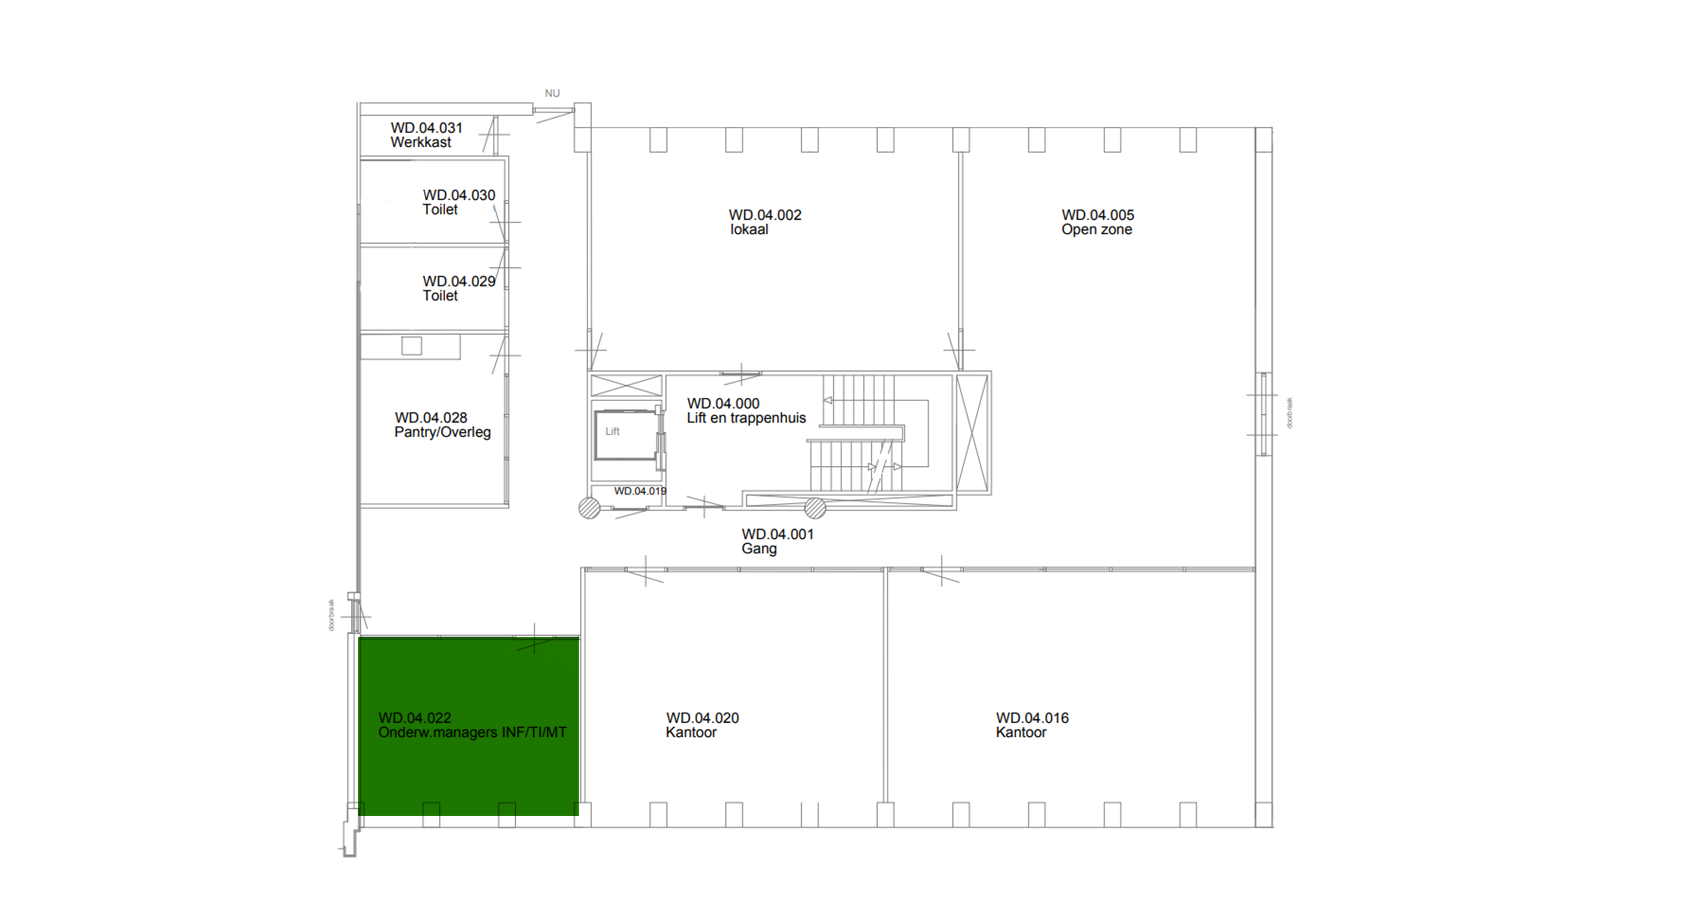 NU
WD.04.031
Werkkast
WD.04.030
Toilet
WD.04.002
lokaal
WD.04.005
Open zone
WD.04.029
Toilet
WD.04.028
Pantry/Overleg
WD.04.000
Lift en trappenhuis
Lift
doorbraak
WD.04.019
WD.04.001
Gang
doorbraak
WD.04.022
Onderw.managers INF/TI/MT
WD.04.020
Kantoor
WD.04.016
Kantoor